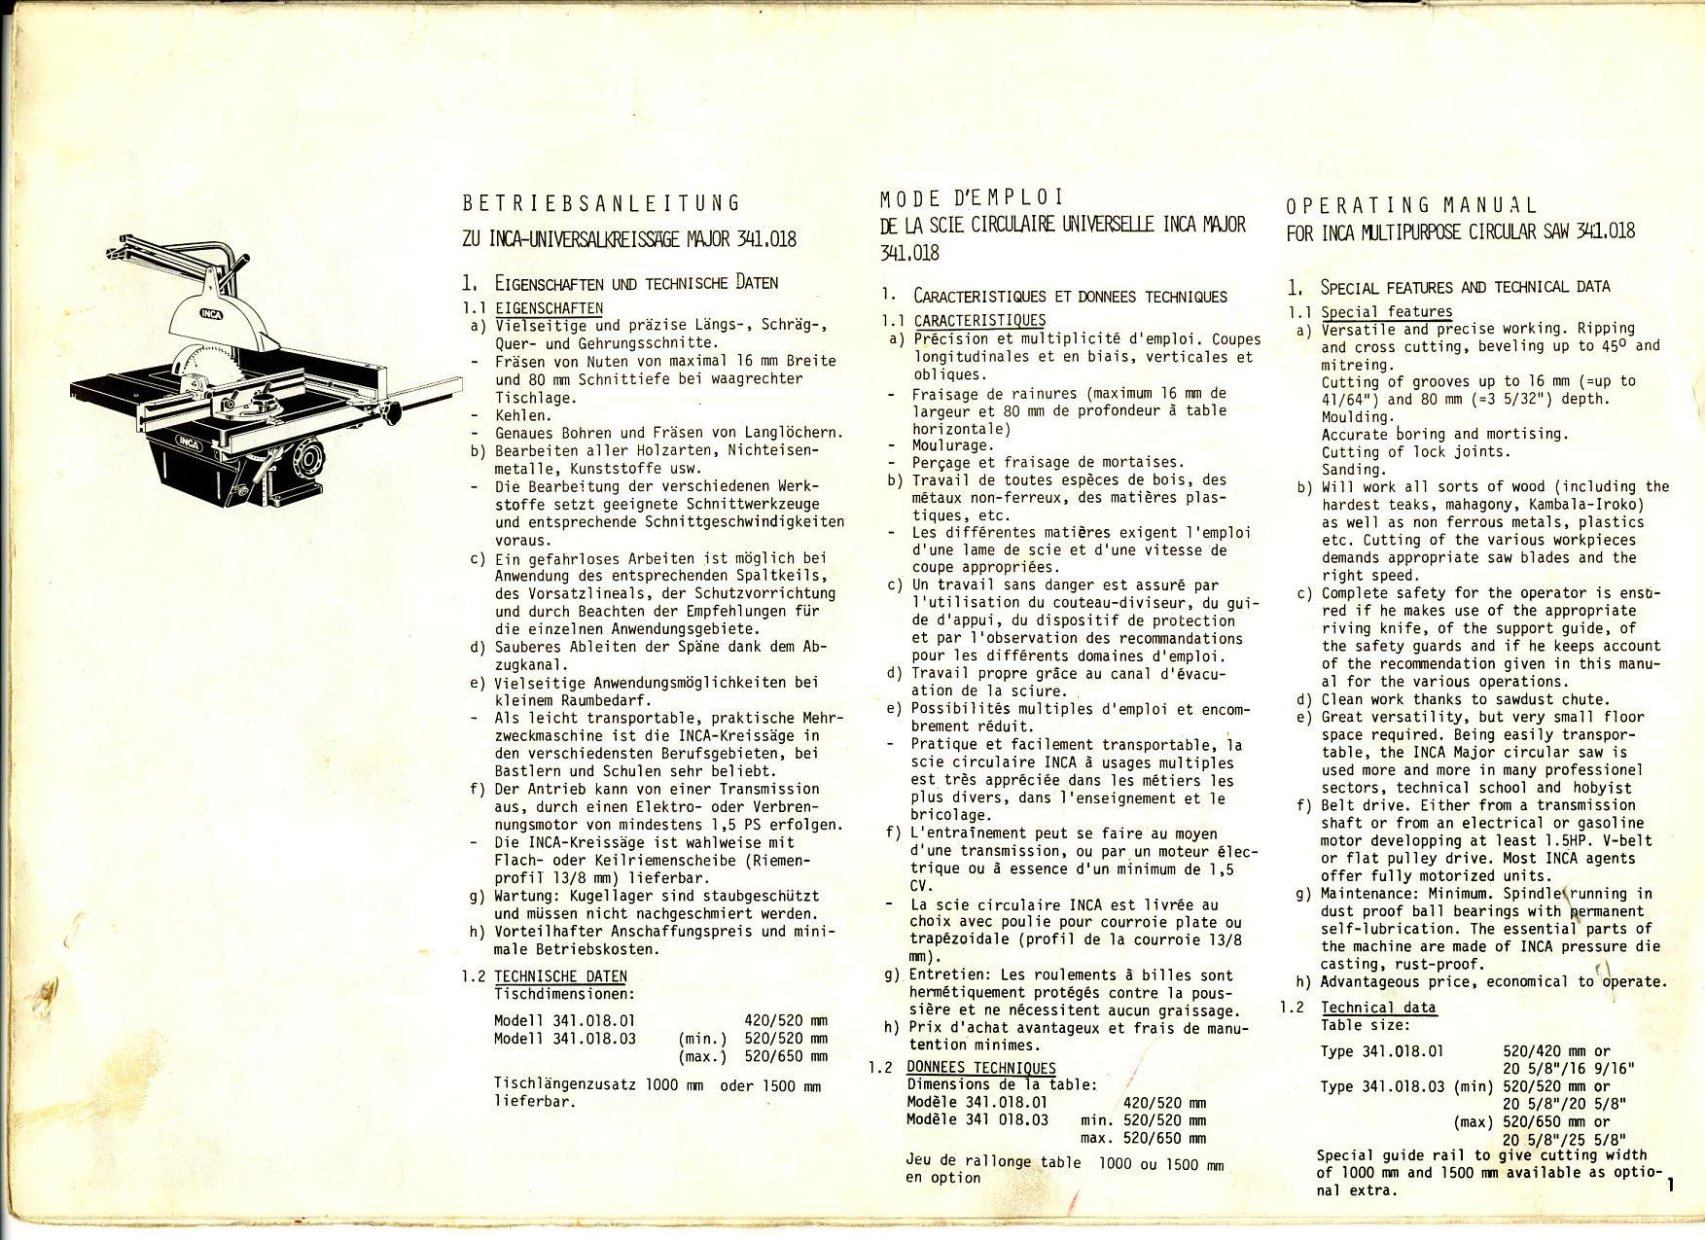 INCA
INCA
BETRIEBSANLEITUNG
ZU INCA-UNIVERSALKREISSÄGE MAJOR 341.018
1. EIGENSCHAFTEN UND TECHNISCHE DATEN
1.1 EIGENSCHAFTEN
a) Vielseitige und präzise Längs-, Schräg-,
Quer- und Gehrungsschnitte.
- Fräsen von Nuten von maximal 16 mm Breite
und 80 mm Schnittiefe bei waagrechter
Tischlage.
- Kehlen.
- Genaues Bohren und Fräsen von Langlöchern.
b) Bearbeiten aller Holzarten, Nichteisen-
metalle, Kunststoffe usw.
- Die Bearbeitung der verschiedenen Werk-
stoffe setzt geeignete Schnittwerkzeuge
und entsprechende Schnittgeschwindigkeiten
voraus.
c) Ein gefahrloses Arbeiten ist möglich bei
Anwendung des entsprechenden Spaltkeils,
des Vorsatzlineals, der Schutzvorrichtung
und durch Beachten der Empfehlungen für
die einzelnen Anwendungsgebiete.
d) Sauberes Ableiten der Späne dank dem Ab-
zugkanal.
e) Vielseitige Anwendungsmöglichkeiten bei
kleinem Raumbedarf.
- Als leicht transportable, praktische Mehr-
zweckmaschine ist die INCA-Kreissäge in
den verschiedensten Berufsgebieten, bei
Bastlern und Schulen sehr beliebt.
f) Der Antrieb kann von einer Transmission
aus, durch einen Elektro- oder Verbren-
nungsmotor von mindestens 1,5 PS erfolgen.
- Die INCA-Kreissäge ist wahlweise mit
Flach- oder Keilriemenscheibe (Riemen-
profil 13/8 mm) lieferbar.
g) Wartung: Kugellager sind staubgeschützt
und müssen nicht nachgeschmiert werden.
h) Vorteilhafter Anschaffungspreis und mini-
male Betriebskosten.
1.2 TECHNISCHE DATEN
Tischdimensionen:
Modell 341.018.01 420/520 mm
Modell 341.018.03 (min.) 520/520 mm
(max.) 520/650 mm
Tischlängenzusatz 1000 mm oder 1500 mm
lieferbar.
MODE D'EMPLOI
DE LA SCIE CIRCULAIRE UNIVERSELLE INCA MAJOR
341.018
1. CARACTERISTIQUES ET DONNEES TECHNIQUES
1.1 CARACTERISTIQUES
a) Précision et multiplicité d'emploi. Coupes
longitudinales et en biais, verticales et
obliques.
- Fraisage de rainures (maximum 16 mm de
largeur et 80 mm de profondeur à table
horizontale)
- Moulurage.
- Perçage et fraisage de mortaises.
b) Travail de toutes espèces de bois, des
métaux non-ferreux, des matières plas-
tiques, etc.
- Les différentes matières exigent l'emploi
d'une lame de scie et d'une vitesse de
coupe appropriées.
c) Un travail sans danger est assuré par
l'utilisation du couteau-diviseur, du gui-
de d'appui, du dispositif de protection
et par l'observation des recommandations
pour les différents domaines d'emploi.
d) Travail propre grâce au canal d'évacu-
ation de la sciure.
e) Possibilités multiples d'emploi et encom-
brement réduit.
- Pratique et facilement transportable, la
scie circulaire INCA à usages multiples
est très appréciée dans les métiers les
plus divers, dans l'enseignement et le
bricolage.
f) L'entraînement peut se faire au moyen
d'une transmission, ou par un moteur élec-
trique ou à essence d'un minimum de 1,5
CV.
- La scie circulaire INCA est livrée au
choix avec poulie pour courroie plate ou
trapézoidale (profil de la courroie 13/8
mm).
g) Entretien: Les roulements à billes sont
hermétiquement protégés contre la pous-
sière et ne nécessitent aucun graissage.
h) Prix d'achat avantageux et frais de manu-
tention minimes.
1.2 DONNEES TECHNIQUES
Dimensions de la table:
Modèle 341.018.01 420/520 mm
Modèle 341 018.03 min. 520/520 mm
max. 520/650 mm
Jeu de rallonge table 1000 ou 1500 mm
en option
OPERATING MANUAL
FOR INCA MULTIPURPOSE CIRCULAR SAW 341.018
1. SPECIAL FEATURES AND TECHNICAL DATA
1.1 Special features
a) Versatile and precise working. Ripping
and cross cutting, beveling up to 45° and
mitreing.
Cutting of grooves up to 16 mm (=up to
41/64") and 80 mm (=3 5/32") depth.
Moulding.
Accurate boring and mortising.
Cutting of lock joints.
Sanding.
b) Will work all sorts of wood (including the
hardest teaks, mahagony, Kambala-Iroko)
as well as non ferrous metals, plastics
etc. Cutting of the various workpieces
demands appropriate saw blades and the
right speed.
c) Complete safety for the operator is ensu-
red if he makes use of the appropriate
riving knife, of the support guide, of
the safety guards and if he keeps account
of the recommendation given in this manu-
al for the various operations.
d) Clean work thanks to sawdust chute.
e) Great versatility, but very small floor
space required. Being easily transpor-
table, the INCA Major circular saw is
used more and more in many professionel
sectors, technical school and hobyist
f) Belt drive. Either from a transmission
shaft or from an electrical or gasoline
motor developping at least 1.5HP. V-belt
or flat pulley drive. Most INCA agents
offer fully motorized units.
g) Maintenance: Minimum. Spindle running in
dust proof ball bearings with permanent
self-lubrication. The essential parts of
the machine are made of INCA pressure die
casting, rust-proof.
h) Advantageous price, economical to operate.
1.2 Technical data
Table size:
Type 341.018.01 520/420 mm or
20 5/8"/16 9/16"
Type 341.018.03 (min) 520/520 mm or
20 5/8"/20 5/8"
(max) 520/650 mm or
20 5/8"/25 5/8"
Special guide rail to give cutting width
of 1000 mm and 1500 mm available as optio-
nal extra.
1